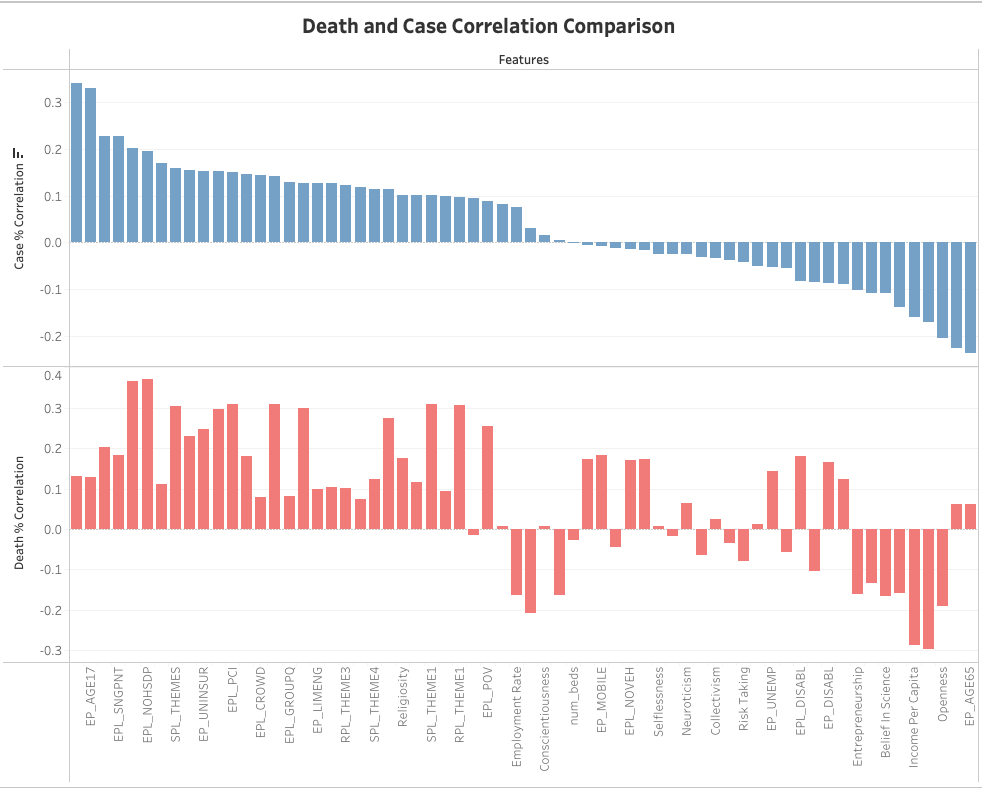 Death and Case Correlation Comparison
Features
Case % Correlation
0.3
0.2
0.1
0.0
-0.1
-0.2
Death % Correlation
0.4
0.3
0.2
0.1
0.0
-0.1
-0.2
-0.3
EP_AGE17
EPL_SNGPNT
EPL_NOHSDP
SPL_THEMES
EP_UNINSUR
EPL_PCI
EPL_CROWD
EPL_GROUPQ
EP_LIMENG
RPL_THEME3
SPL_THEME4
Religiosity
SPL_THEME1
RPL_THEME1
EPL_POV
Employment Rate
Conscientiousness
num_beds
EP_MOBILE
EPL_NOVEH
Selflessness
Neuroticism
Collectivism
Risk Taking
EP_UNEMP
EPL_DISABL
EP_DISABL
Entrepreneurship
Belief In Science
Income Per Capita
Openness
EP_AGE65